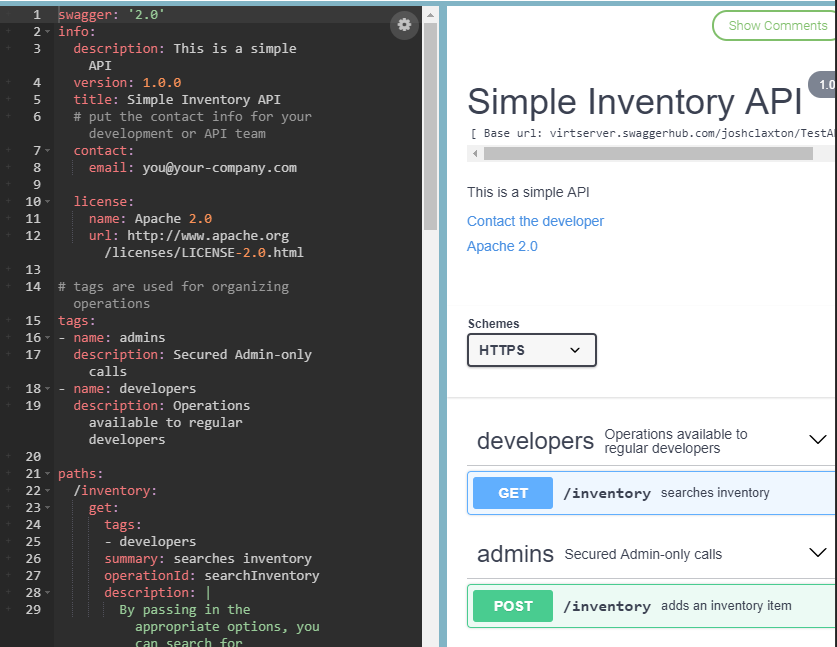 1 swagger: '2.0'
2 info:
3 description: This is a simple
API
4 version: 1.0.0
5 title: Simple Inventory API
6 # put the contact info for your
development or API team
7 contact:
8 email: you@your-company.com
9
10 license:
11 name: Apache 2.0
12 url: http://www.apache.org
/licenses/LICENSE-2.0.html
13
14 # tags are used for organizing
operations
15 tags:
16 - name: admins
17 description: Secured Admin-only
calls
18 - name: developers
19 description: Operations
available to regular
developers
20
21 paths:
22 /inventory:
23 get:
24 tags:
25 - developers
26 summary: searches inventory
27 operationId: searchInventory
28 description: |
29 By passing in the
appropriate options, you
can search for
Show Comments
Simple Inventory API 1.0
[ Base url: virtserver.swaggerhub.com/joshclaxton/TestA
This is a simple API
Contact the developer
Apache 2.0
Schemes
HTTPS
developers Operations available to
regular developers
GET /inventory searches inventory
admins Secured Admin-only calls
POST /inventory adds an inventory item